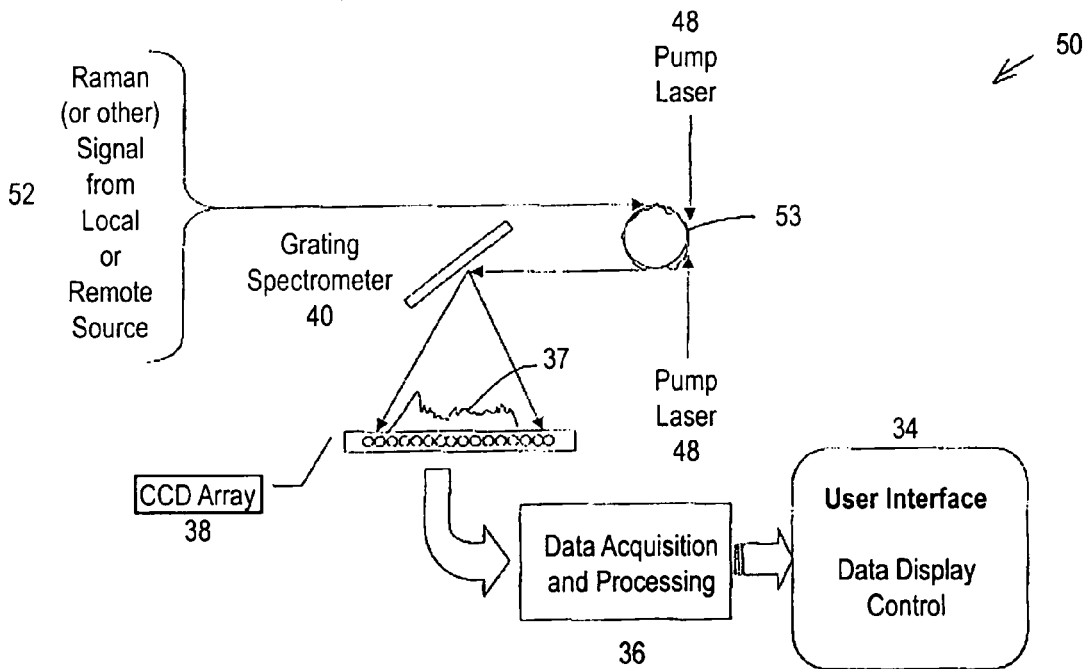 48
Pump
Laser
50
Raman
(or other)
Signal
from
Local
or
Remote
Source
52
53
Grating
Spectrometer
40
37
Pump
Laser
48
CCD Array
38
34
User Interface
Data Display
Control
Data Acquisition
and Processing
36